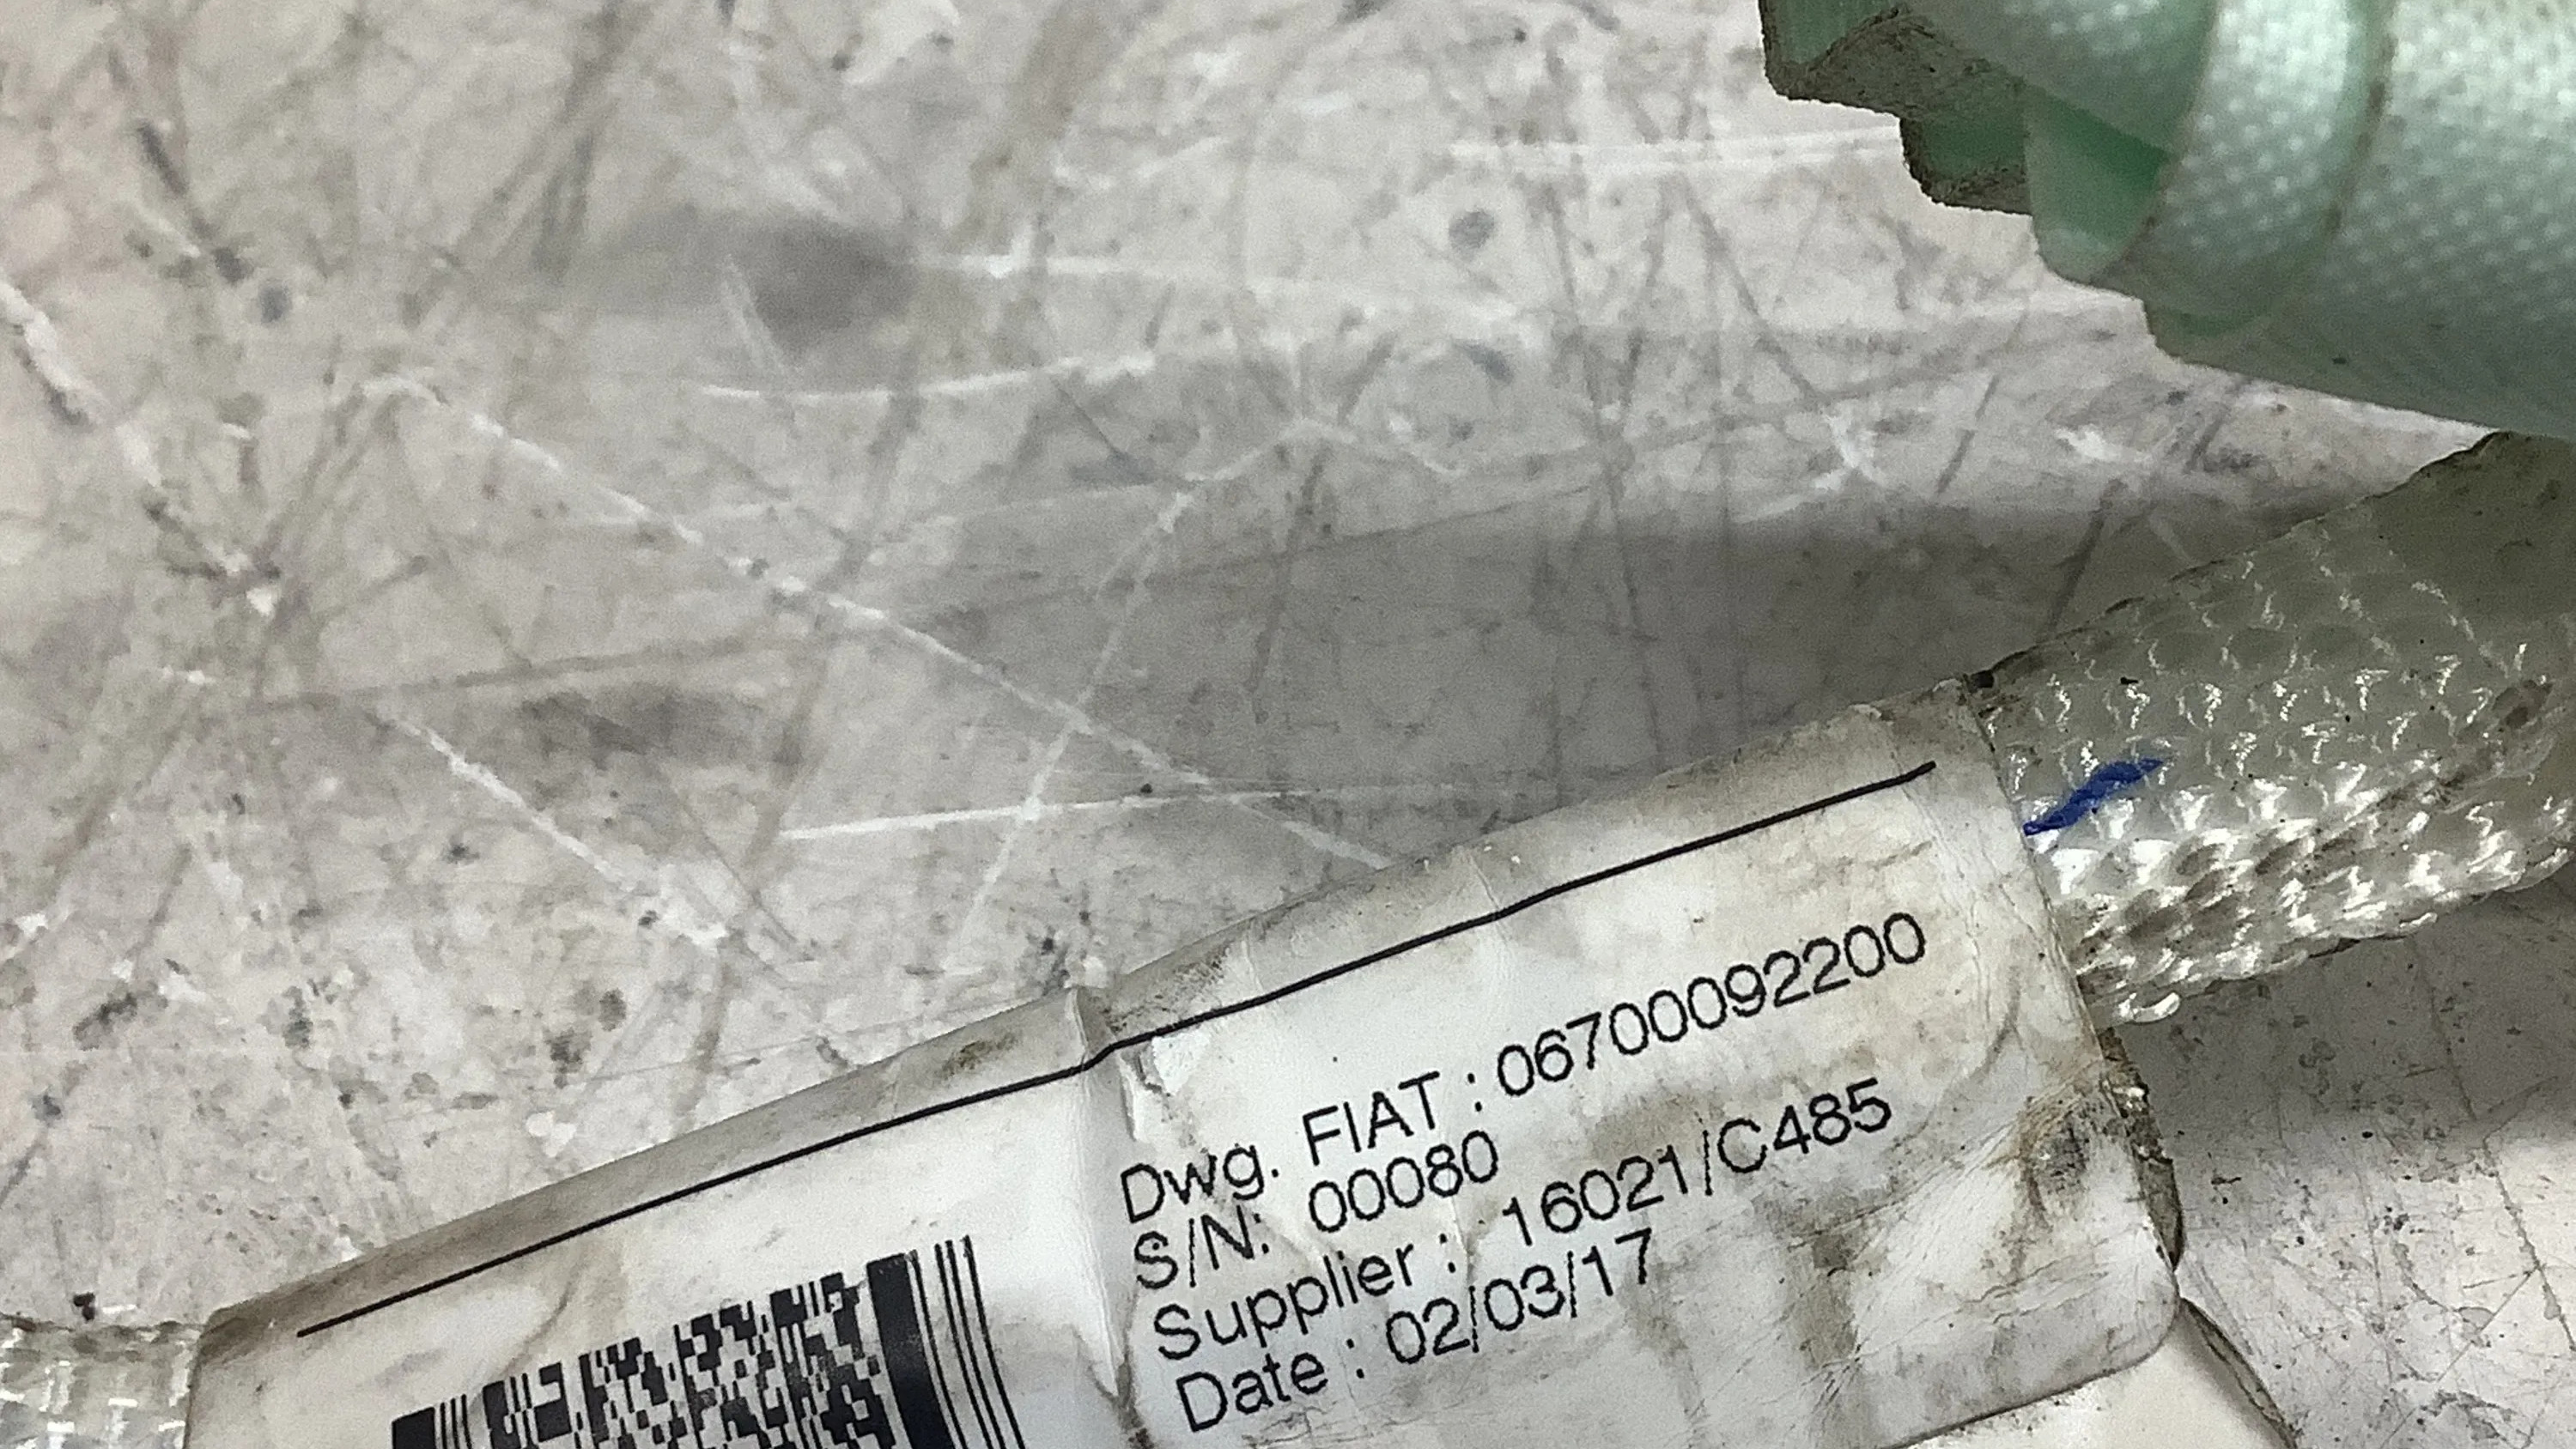 Dwg. FIAT : 06700092200
S/N: 00080
Supplier : 16021/C485
Date : 02/03/17